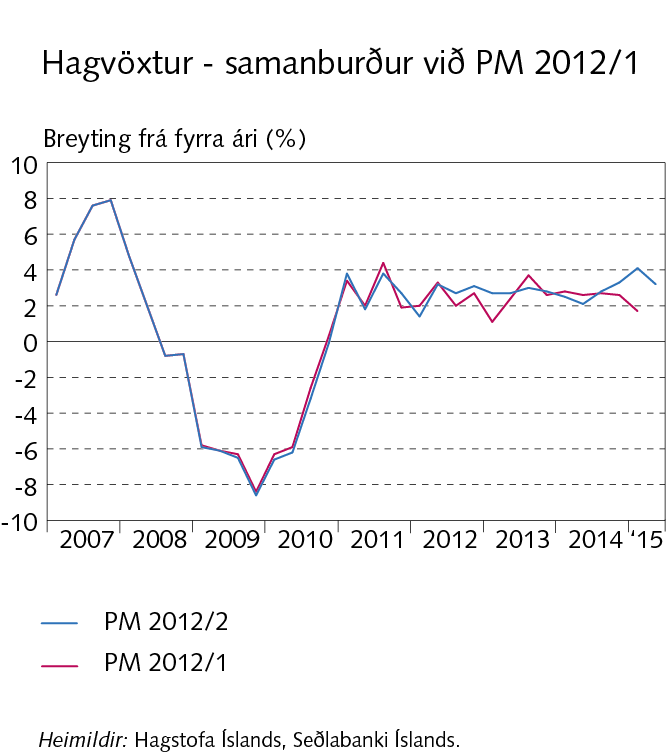 Hagvöxtur - samanburður við PM 2012/1
Breyting frá fyrra ári (%)
10
8
6
4
2
0
-2
-4
-6
-8
-10
2007 2008 2009 2010 2011 2012 2013 2014 '15
PM 2012/2
PM 2012/1
Heimildir: Hagstofa Íslands, Seðlabanki Íslands.